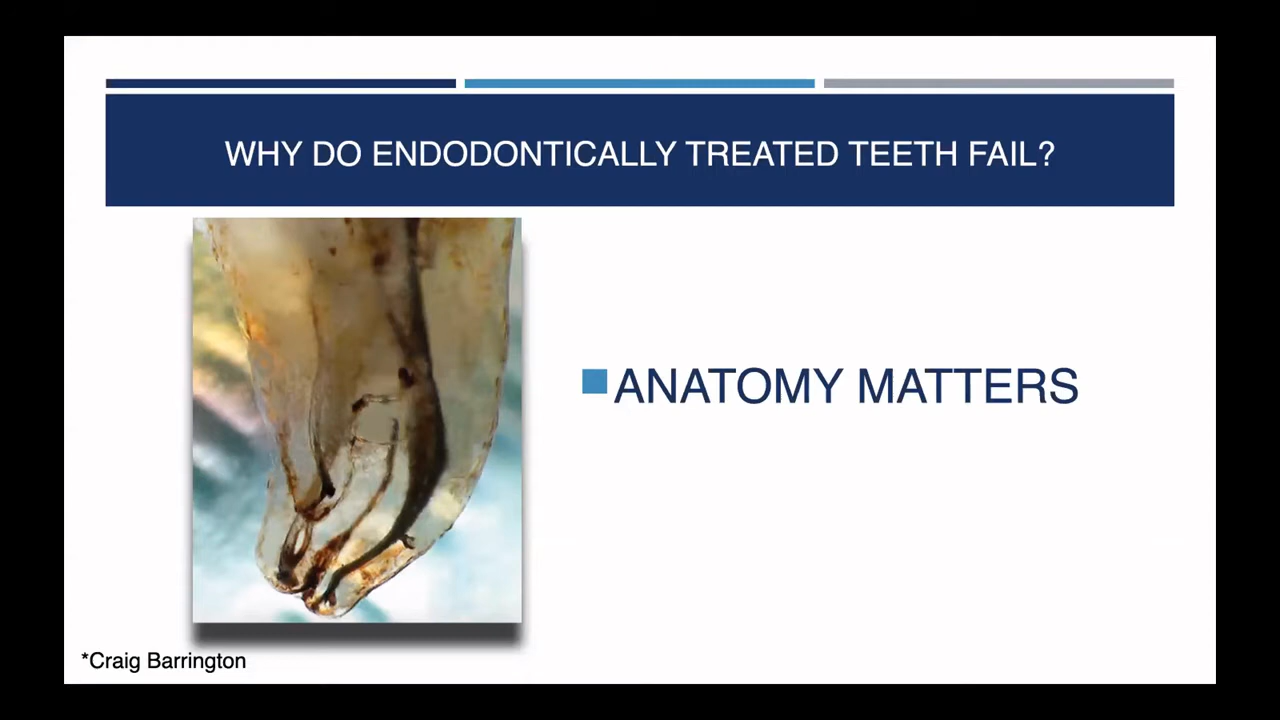 WHY DO ENDODONTICALLY TREATED TEETH FAIL?
ANATOMY MATTERS
*Craig Barrington